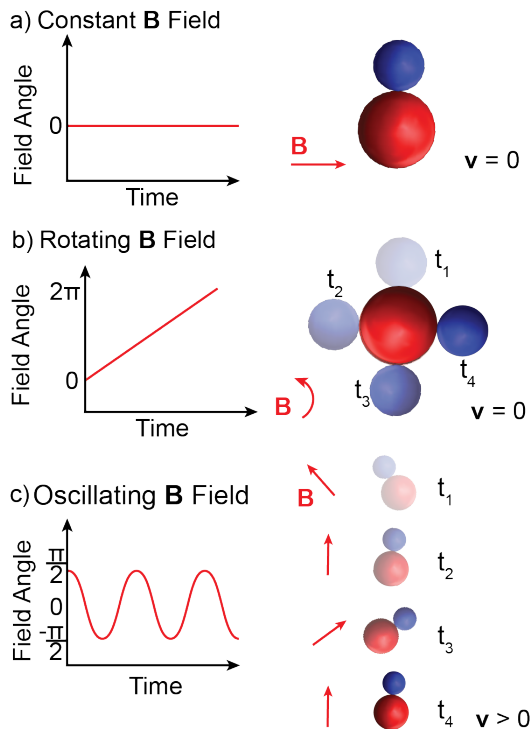 a) Constant B Field
Field Angle
0
Time
B
v = 0
b) Rotating B Field
2π
Field Angle
0
B
t₁
t₂
t₃
t₄
v = 0
c) Oscillating B Field
Field Angle
π/2
0
-π/2
Time
B
t₁
t₂
t₃
t₄
v > 0